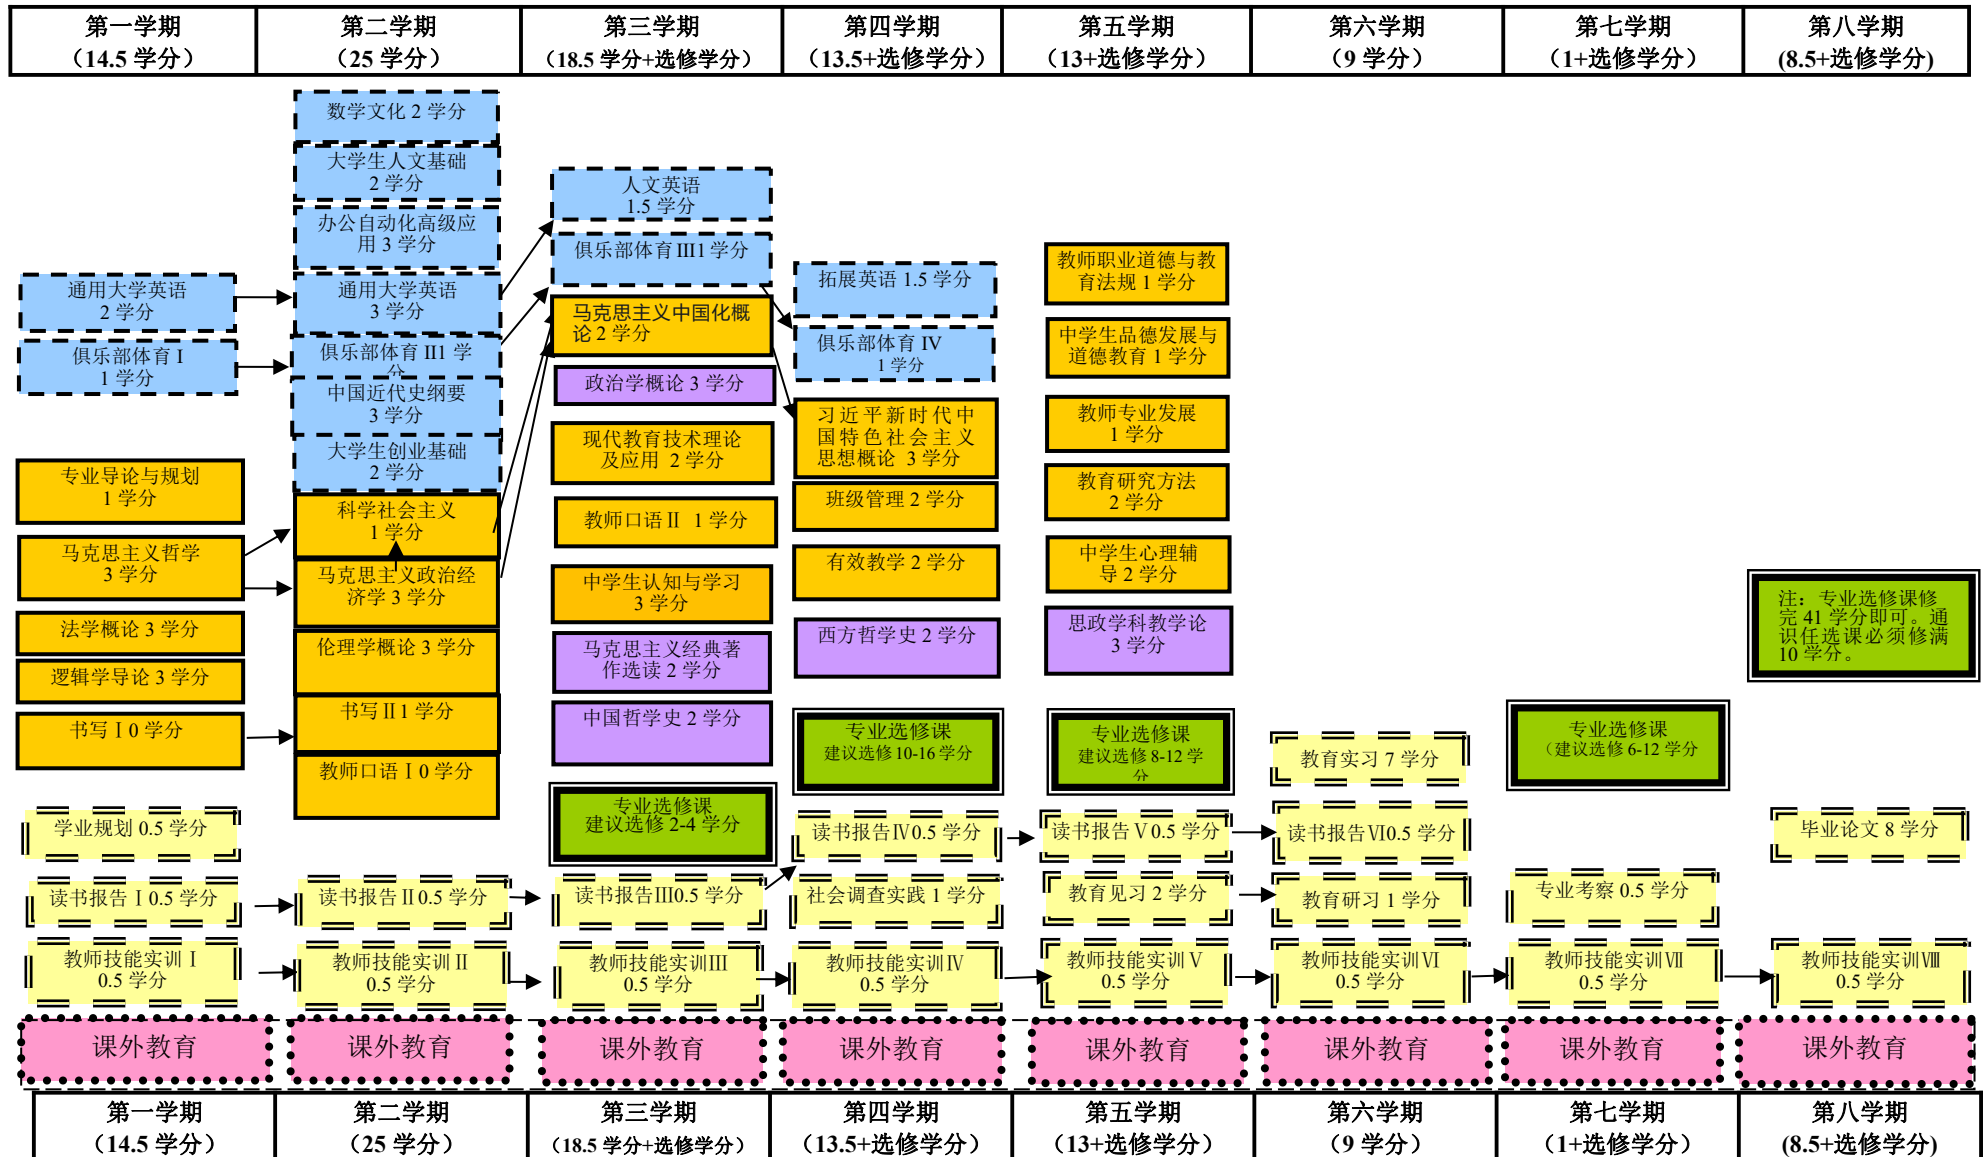 第一学期
（14.5 学分）
第二学期
（25 学分）
第三学期
（18.5 学分+选修学分）
第四学期
（13.5+选修学分）
第五学期
（13+选修学分）
第六学期
（9 学分）
第七学期
（1+选修学分）
第八学期
(8.5+选修学分)
通用大学英语
2 学分
俱乐部体育 I
1 学分
专业导论与规划
1 学分
马克思主义哲学
3 学分
法学概论 3 学分
逻辑学导论 3 学分
书写 I 0 学分
学业规划 0.5 学分
读书报告 I 0.5 学分
教师技能实训 I
0.5 学分
数学文化 2 学分
大学生人文基础
2 学分
办公自动化高级应
用 3 学分
通用大学英语
3 学分
俱乐部体育 II1 学
分
中国近代史纲要
3 学分
大学生创业基础
2 学分
科学社会主义
1 学分
马克思主义政治经
济学 3 学分
伦理学概论 3 学分
书写 II 1 学分
教师口语 I 0 学分
读书报告 II 0.5 学分
教师技能实训 II
0.5 学分
人文英语
1.5 学分
俱乐部体育 III1 学分
马克思主义中国化概
论 2 学分
政治学概论 3 学分
现代教育技术理论
及应用 2 学分
教师口语 II 1 学分
中学生认知与学习
3 学分
马克思主义经典著
作选读 2 学分
中国哲学史 2 学分
专业选修课
建议选修 2-4 学分
读书报告III0.5 学分
教师技能实训III
0.5 学分
拓展英语 1.5 学分
俱乐部体育 IV
1 学分
习近平新时代中
国特色社会主义
思想概论 3 学分
班级管理 2 学分
有效教学 2 学分
西方哲学史 2 学分
专业选修课
建议选修 10-16 学分
读书报告IV0.5 学分
社会调查实践 1 学分
教师技能实训IV
0.5 学分
教师职业道德与教
育法规 1 学分
中学生品德发展与
道德教育 1 学分
教师专业发展
1 学分
教育研究方法
2 学分
中学生心理辅
导 2 学分
思政学科教学论
3 学分
专业选修课
建议选修 8-12 学
分
读书报告 V 0.5 学分
教育见习 2 学分
教师技能实训 V
0.5 学分
教育实习 7 学分
读书报告VI0.5 学分
教育研习 1 学分
教师技能实训VI
0.5 学分
专业选修课
（建议选修 6-12 学分
专业考察 0.5 学分
教师技能实训VII
0.5 学分
注：专业选修课修
完 41 学分即可。通
识任选课必须修满
10 学分。
毕业论文 8 学分
教师技能实训VIII
0.5 学分
课外教育
课外教育
课外教育
课外教育
课外教育
课外教育
课外教育
课外教育
第一学期
（14.5 学分）
第二学期
（25 学分）
第三学期
（18.5 学分+选修学分）
第四学期
（13.5+选修学分）
第五学期
（13+选修学分）
第六学期
（9 学分）
第七学期
（1+选修学分）
第八学期
(8.5+选修学分)